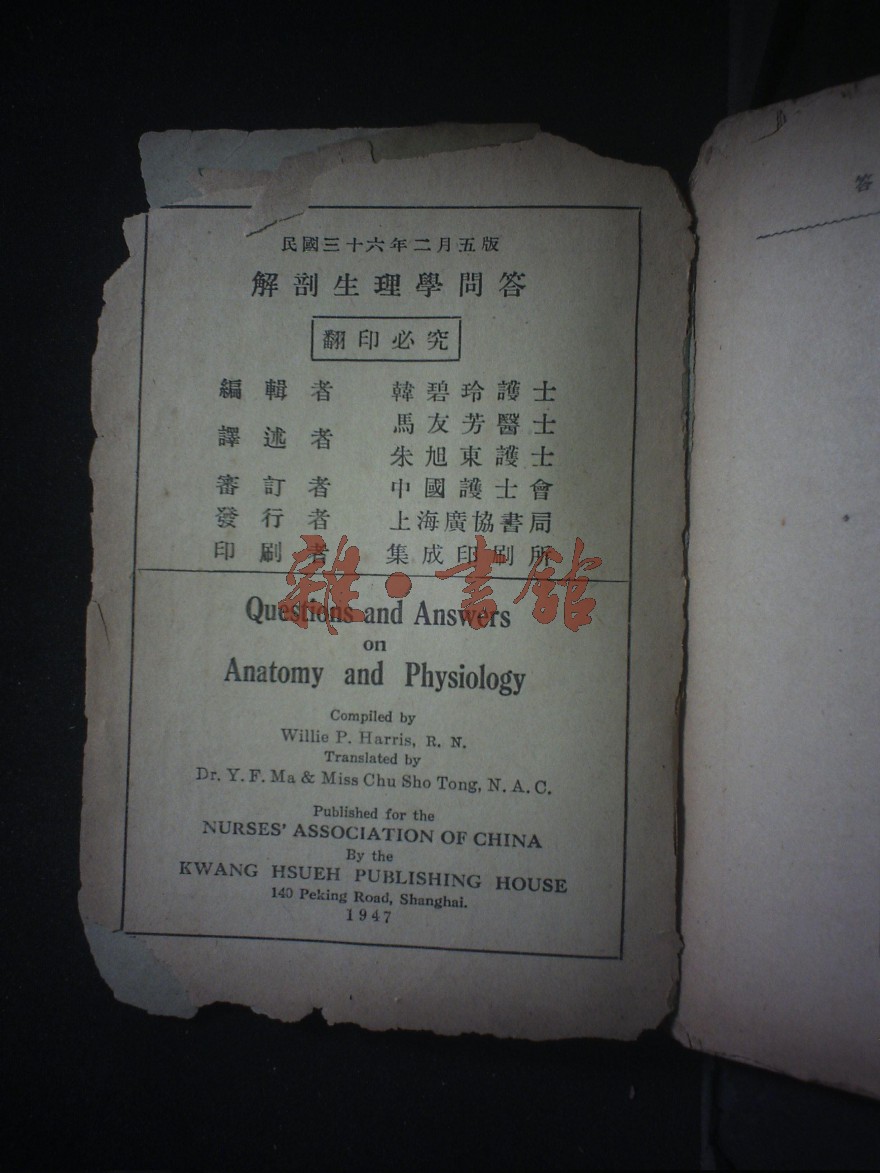 民國三十六年二月五版
解剖生理學問答
翻印必究
編輯者 韓碧玲護士
譯述者 馬友芳醫士
朱旭東護士
審訂者 中國護士會
發行者 上海廣協書局
印刷者 集成印刷所
雜·書館
Questions and Answers
on
Anatomy and Physiology
Compiled by
Willie P. Harris, R. N.
Translated by
Dr. Y. F. Ma & Miss Chu Sho Tong, N. A. C.
Published for the
NURSES' ASSOCIATION OF CHINA
By the
KWANG HSUEH PUBLISHING HOUSE
140 Peking Road, Shanghai.
1947
答